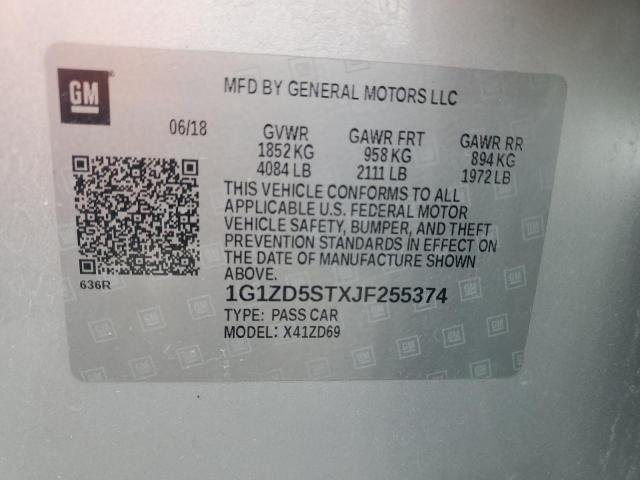 GM
MFD BY GENERAL MOTORS LLC
06/18
GVWR GAWR FRT GAWR RR
1852 KG 958 KG 894 KG
4084 LB 2111 LB 1972 LB
THIS VEHICLE CONFORMS TO ALL
APPLICABLE U.S. FEDERAL MOTOR
VEHICLE SAFETY, BUMPER, AND THEFT
PREVENTION STANDARDS IN EFFECT ON
THE DATE OF MANUFACTURE SHOWN
ABOVE.
636R
1G1ZD5STXJF255374
TYPE: PASS CAR
MODEL: X41ZD69